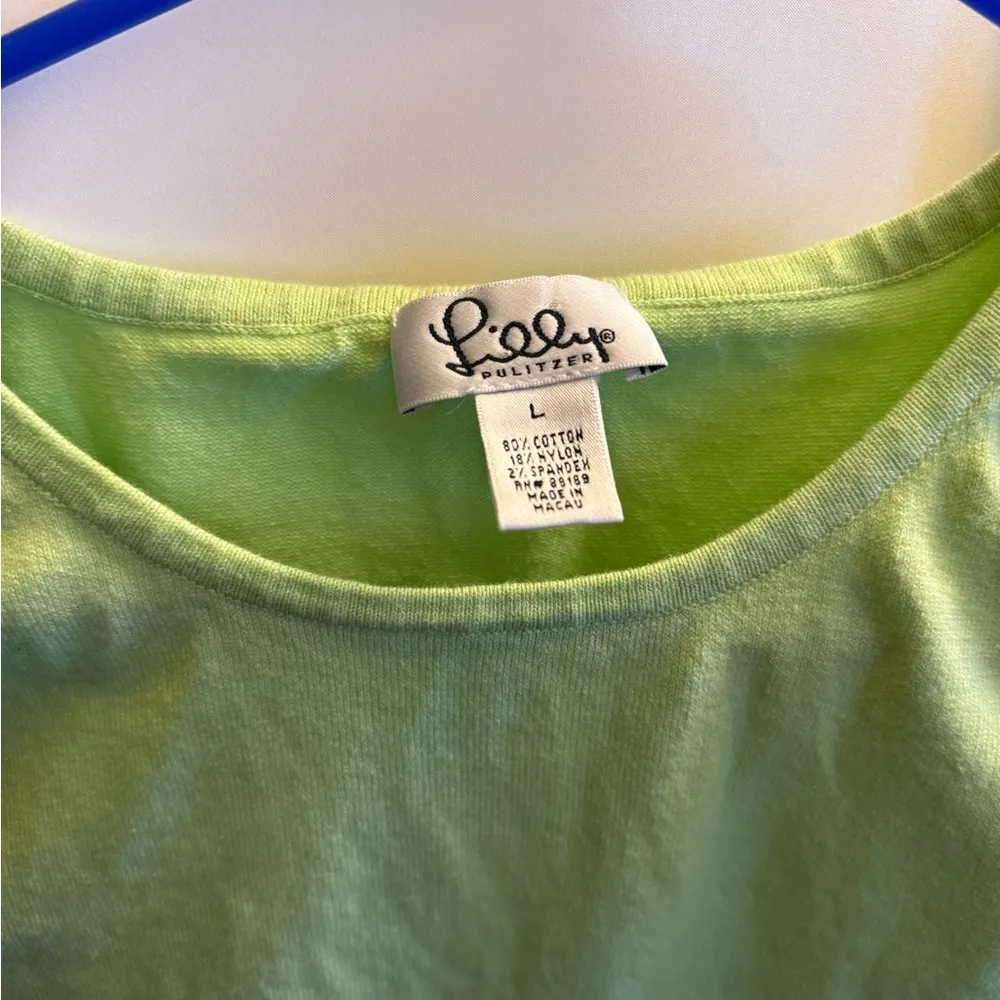 Lilly®
PULITZER
L
80% COTTON
18% NYLON
2% SPANDEX
RN# 89189
MADE IN
MACAU